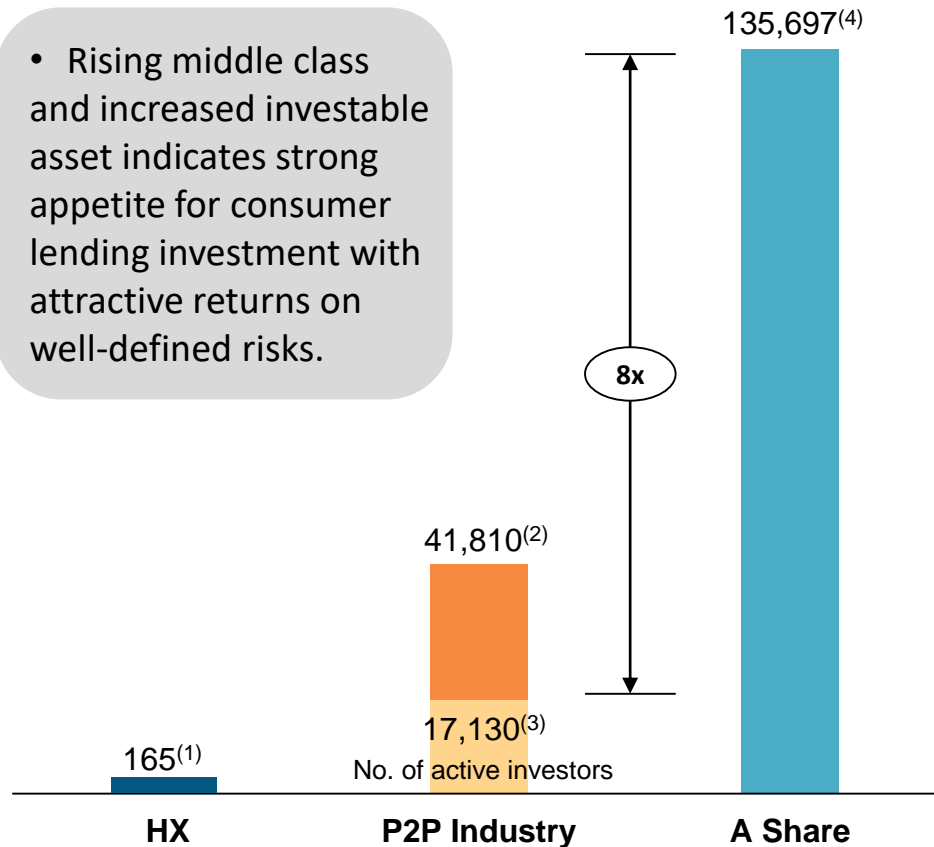 • Rising middle class
and increased investable
asset indicates strong
appetite for consumer
lending investment with
attractive returns on
well-defined risks.
135,697(4)
8x
41,810(2)
17,130(3)
165(1)
No. of active investors
HX
P2P Industry
A Share